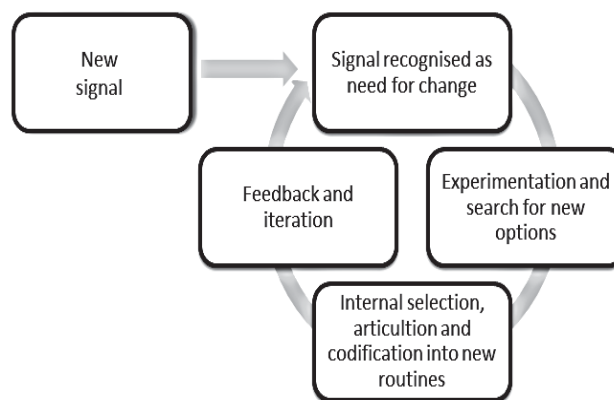 New
signal
Signal recognised as
need for change
Experimentation and
search for new
options
Internal selection,
articultion and
codification into new
routines
Feedback and
iteration